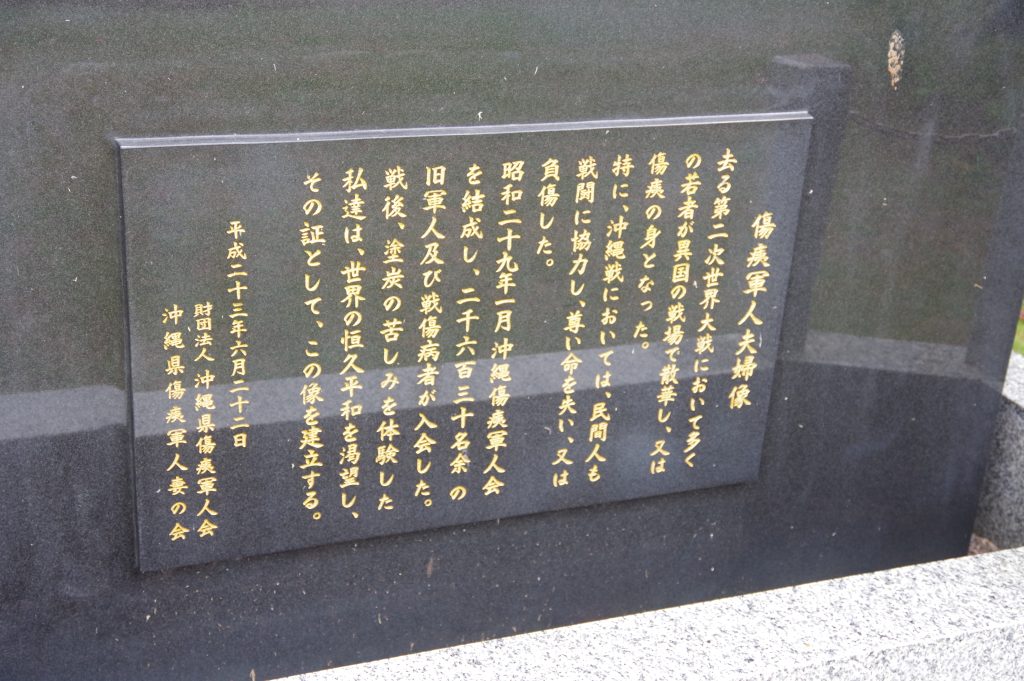 傷痍軍人夫婦像
去る第二次世界大戦において多く
の若者が異国の戦場で散華し、又は
傷痍の身となった。
特に、沖縄戦においては、民間人も
戦闘に協力し、尊い命を失い、又は
負傷した。
昭和二十九年一月沖縄傷痍軍人会
を結成し、二千六百三十名余の
旧軍人及び戦傷病者が入会した。
戦後、塗炭の苦しみを体験した
私達は、世界の恒久平和を渇望し、
その証として、この像を建立する。
平成二十三年六月二十二日
財団法人沖縄県傷痍軍人会
沖縄県傷痍軍人妻の会